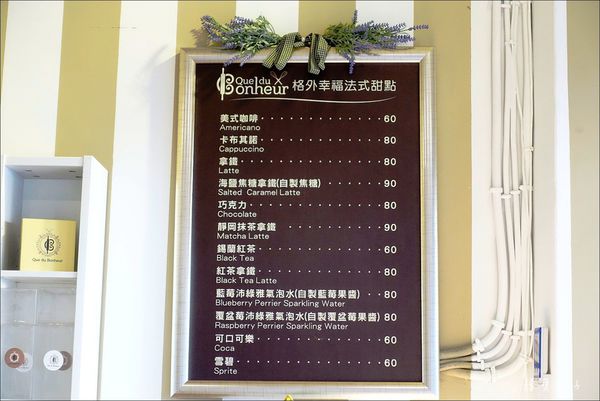 Que du Bonheur 格外幸福法式甜點
美式咖啡 60
Americano
卡布其諾 80
Cappuccino
拿鐵 80
Latte
海鹽焦糖拿鐵(自製焦糖) 90
Salted Caramel Latte
巧克力 80
Chocolate
靜岡抹茶拿鐵 90
Matcha Latte
錫蘭紅茶 60
Black Tea
紅茶拿鐵 80
Black Tea Latte
藍莓沛綠雅氣泡水(自製藍莓果醬) 80
Blueberry Perrier Sparkling Water
覆盆莓沛綠雅氣泡水(自製覆盆莓果醬) 80
Raspberry Perrier Sparkling Water
可口可樂 60
Coca
雪碧 60
Sprite
Que du Bonheur